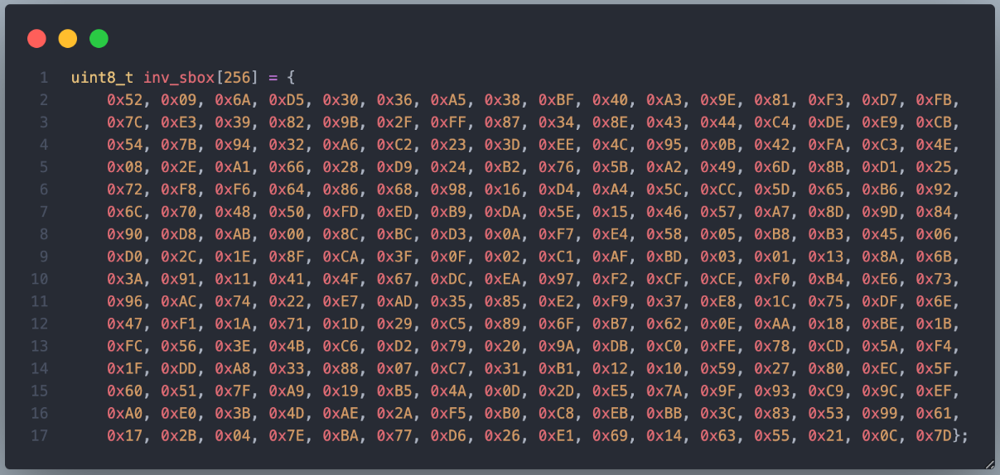 1 uint8_t inv_sbox[256] = {
2 0x52, 0x09, 0x6A, 0xD5, 0x30, 0x36, 0xA5, 0x38, 0xBF, 0x40, 0xA3, 0x9E, 0x81, 0xF3, 0xD7, 0xFB,
3 0x7C, 0xE3, 0x39, 0x82, 0x9B, 0x2F, 0xFF, 0x87, 0x34, 0x8E, 0x43, 0x44, 0xC4, 0xDE, 0xE9, 0xCB,
4 0x54, 0x7B, 0x94, 0x32, 0xA6, 0xC2, 0x23, 0x3D, 0xEE, 0x4C, 0x95, 0x0B, 0x42, 0xFA, 0xC3, 0x4E,
5 0x08, 0x2E, 0xA1, 0x66, 0x28, 0xD9, 0x24, 0xB2, 0x76, 0x5B, 0xA2, 0x49, 0x6D, 0x8B, 0xD1, 0x25,
6 0x72, 0xF8, 0xF6, 0x64, 0x86, 0x68, 0x98, 0x16, 0xD4, 0xA4, 0x5C, 0xCC, 0x5D, 0x65, 0xB6, 0x92,
7 0x6C, 0x70, 0x48, 0x50, 0xFD, 0xED, 0xB9, 0xDA, 0x5E, 0x15, 0x46, 0x57, 0xA7, 0x8D, 0x9D, 0x84,
8 0x90, 0xD8, 0xAB, 0x00, 0x8C, 0xBC, 0xD3, 0x0A, 0xF7, 0xE4, 0x58, 0x05, 0xB8, 0xB3, 0x45, 0x06,
9 0xD0, 0x2C, 0x1E, 0x8F, 0xCA, 0x3F, 0x0F, 0x02, 0xC1, 0xAF, 0xBD, 0x03, 0x01, 0x13, 0x8A, 0x6B,
10 0x3A, 0x91, 0x11, 0x41, 0x4F, 0x67, 0xDC, 0xEA, 0x97, 0xF2, 0xCF, 0xCE, 0xF0, 0xB4, 0xE6, 0x73,
11 0x96, 0xAC, 0x74, 0x22, 0xE7, 0xAD, 0x35, 0x85, 0xE2, 0xF9, 0x37, 0xE8, 0x1C, 0x75, 0xDF, 0x6E,
12 0x47, 0xF1, 0x1A, 0x71, 0x1D, 0x29, 0xC5, 0x89, 0x6F, 0xB7, 0x62, 0x0E, 0xAA, 0x18, 0xBE, 0x1B,
13 0xFC, 0x56, 0x3E, 0x4B, 0xC6, 0xD2, 0x79, 0x20, 0x9A, 0xDB, 0xC0, 0xFE, 0x78, 0xCD, 0x5A, 0xF4,
14 0x1F, 0xDD, 0xA8, 0x33, 0x88, 0x07, 0xC7, 0x31, 0xB1, 0x12, 0x10, 0x59, 0x27, 0x80, 0xEC, 0x5F,
15 0x60, 0x51, 0x7F, 0xA9, 0x19, 0xB5, 0x4A, 0x0D, 0x2D, 0xE5, 0x7A, 0x9F, 0x93, 0xC9, 0x9C, 0xEF,
16 0xA0, 0xE0, 0x3B, 0x4D, 0xAE, 0x2A, 0xF5, 0xB0, 0xC8, 0xEB, 0xBB, 0x3C, 0x83, 0x53, 0x99, 0x61,
17 0x17, 0x2B, 0x04, 0x7E, 0xBA, 0x77, 0xD6, 0x26, 0xE1, 0x69, 0x14, 0x63, 0x55, 0x21, 0x0C, 0x7D};